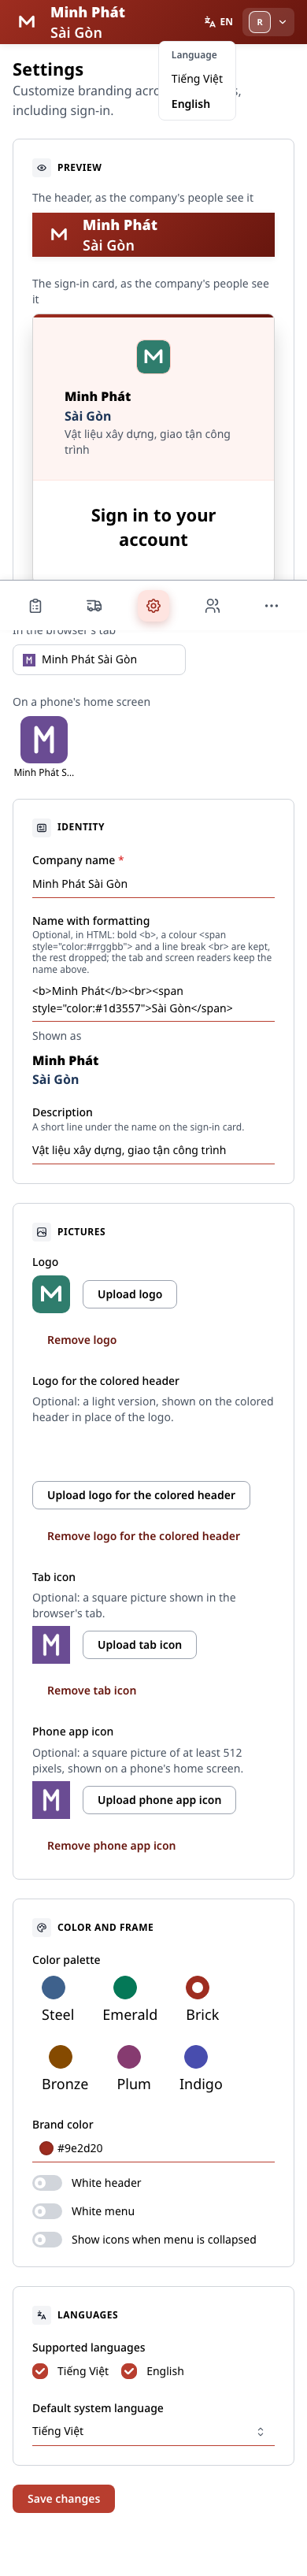 Minh Phát
Sài Gòn
EN
R
Language
Tiếng Việt
English
Settings
Customize branding acro
s,
including sign-in.
PREVIEW
The header, as the company's people see it
Minh Phát
Sài Gòn
The sign-in card, as the company's people see
it
Minh Phát
Sài Gòn
Vật liệu xây dựng, giao tận công
trình
Sign in to your
account
In the browser's tab
Minh Phát Sài Gòn
On a phone's home screen
Minh Phát S...
IDENTITY
Company name *
Minh Phát Sài Gòn
Name with formatting
Optional, in HTML: bold <b>, a colour <span
style="color:#rrggbb"> and a line break <br> are kept,
the rest dropped; the tab and screen readers keep the
name above.
<b>Minh Phát</b><br><span
style="color:#1d3557">Sài Gòn</span>
Shown as
Minh Phát
Sài Gòn
Description
A short line under the name on the sign-in card.
Vật liệu xây dựng, giao tận công trình
PICTURES
Logo
Upload logo
Remove logo
Logo for the colored header
Optional: a light version, shown on the colored
header in place of the logo.
Upload logo for the colored header
Remove logo for the colored header
Tab icon
Optional: a square picture shown in the
browser's tab.
Upload tab icon
Remove tab icon
Phone app icon
Optional: a square picture of at least 512
pixels, shown on a phone's home screen.
Upload phone app icon
Remove phone app icon
COLOR AND FRAME
Color palette
Steel
Emerald
Brick
Bronze
Plum
Indigo
Brand color
#9e2d20
White header
White menu
Show icons when menu is collapsed
LANGUAGES
Supported languages
Tiếng Việt
English
Default system language
Tiếng Việt
Save changes